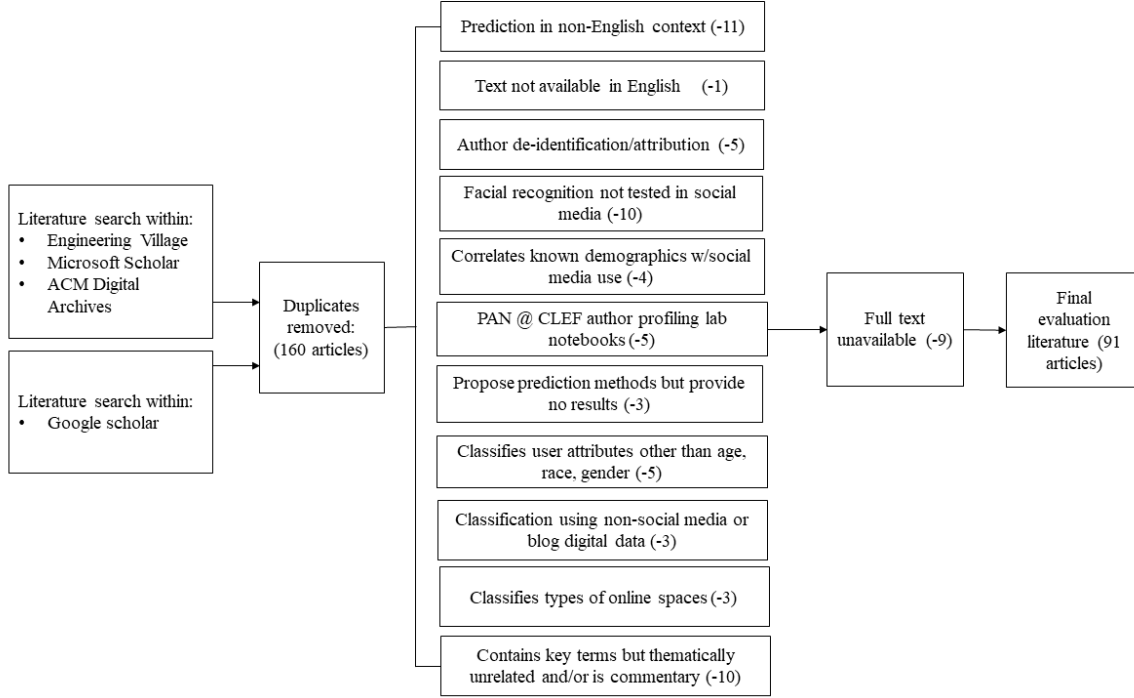 Literature search within:
• Engineering Village
• Microsoft Scholar
• ACM Digital
Archives
Literature search within:
• Google scholar
Duplicates
removed:
(160 articles)
Prediction in non-English context (-11)
Text not available in English (-1)
Author de-identification/attribution (-5)
Facial recognition not tested in social
media (-10)
Correlates known demographics w/social
media use (-4)
PAN @ CLEF author profiling lab
notebooks (-5)
Propose prediction methods but provide
no results (-3)
Classifies user attributes other than age,
race, gender (-5)
Classification using non-social media or
blog digital data (-3)
Classifies types of online spaces (-3)
Contains key terms but thematically
unrelated and/or is commentary (-10)
Full text
unavailable (-9)
Final
evaluation
literature (91
articles)